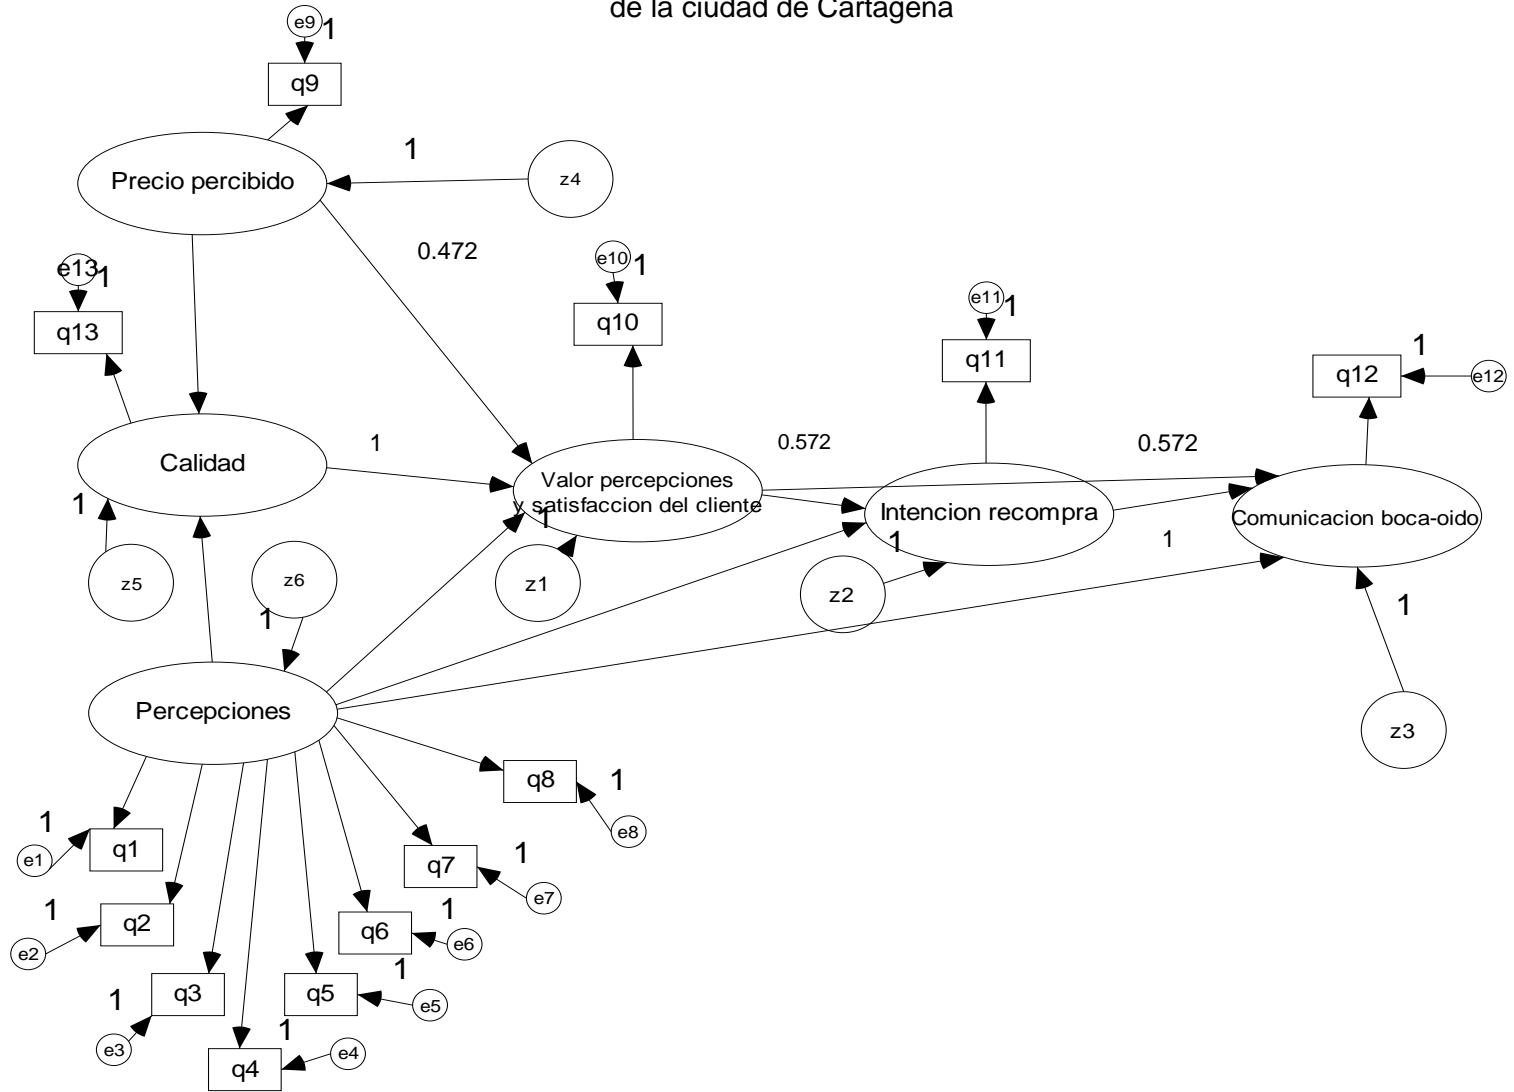 de la ciudad de Cartagena
e9
1
q9
1
Precio percibido
z4
0.472
e13
1
e10
1
q13
q10
e11
1
q11
1
q12
e12
Calidad
1
0.572
0.572
Valor percepciones
y satisfaccion del cliente
1
1
Intencion recompra
Comunicacion boca-oido
1
1
z5
z6
1
z1
z2
1
Percepciones
z3
q8
1
e8
1
e1
q1
q7
1
e7
1
e2
q2
q6
1
e6
1
e3
q3
q5
1
e5
q4
1
e4